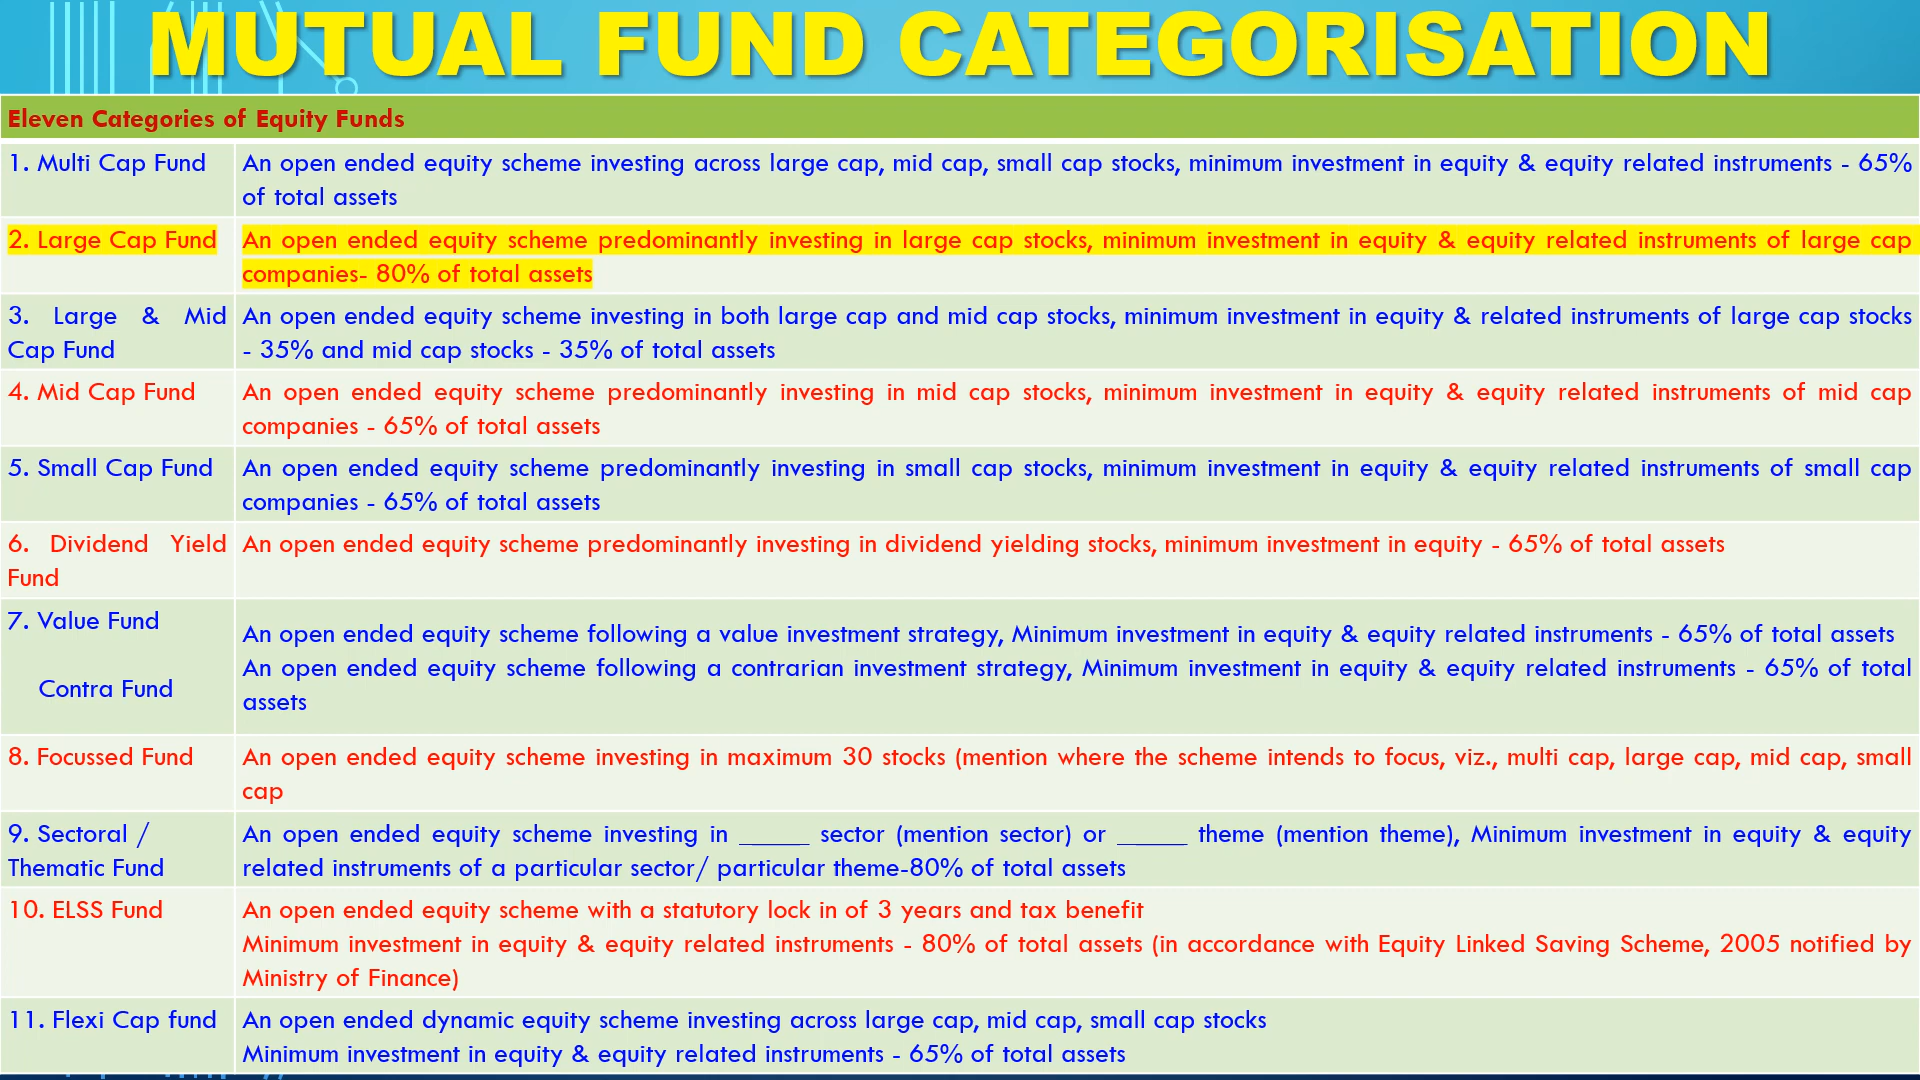 MUTUAL FUND CATEGORISATION
Eleven Categories of Equity Funds
1. Multi Cap Fund
An open ended equity scheme investing across large cap, mid cap, small cap stocks, minimum investment in equity & equity related instruments - 65%
of total assets
2. Large Cap Fund
An open ended equity scheme predominantly investing in large cap stocks, minimum investment in equity & equity related instruments of large cap
companies- 80% of total assets
3. Large & Mid
Cap Fund
An open ended equity scheme investing in both large cap and mid cap stocks, minimum investment in equity & related instruments of large cap stocks
- 35% and mid cap stocks - 35% of total assets
4. Mid Cap Fund
An open ended equity scheme predominantly investing in mid cap stocks, minimum investment in equity & equity related instruments of mid cap
companies - 65% of total assets
5. Small Cap Fund
An open ended equity scheme predominantly investing in small cap stocks, minimum investment in equity & equity related instruments of small cap
companies - 65% of total assets
6. Dividend Yield
Fund
An open ended equity scheme predominantly investing in dividend yielding stocks, minimum investment in equity - 65% of total assets
7. Value Fund
Contra Fund
An open ended equity scheme following a value investment strategy, Minimum investment in equity & equity related instruments - 65% of total assets
An open ended equity scheme following a contrarian investment strategy, Minimum investment in equity & equity related instruments - 65% of total
assets
8. Focussed Fund
An open ended equity scheme investing in maximum 30 stocks (mention where the scheme intends to focus, viz., multi cap, large cap, mid cap, small
cap
9. Sectoral /
Thematic Fund
An open ended equity scheme investing in _____ sector (mention sector) or _____ theme (mention theme), Minimum investment in equity & equity
related instruments of a particular sector/ particular theme-80% of total assets
10. ELSS Fund
An open ended equity scheme with a statutory lock in of 3 years and tax benefit
Minimum investment in equity & equity related instruments - 80% of total assets (in accordance with Equity Linked Saving Scheme, 2005 notified by
Ministry of Finance)
11. Flexi Cap fund
An open ended dynamic equity scheme investing across large cap, mid cap, small cap stocks
Minimum investment in equity & equity related instruments - 65% of total assets